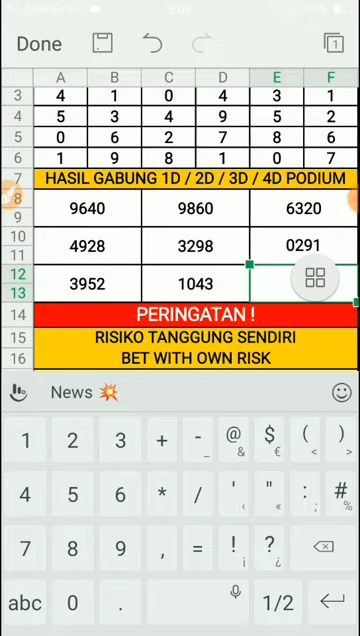 Done 1
A B C D E F
3 4 1 0 4 3 1
4 5 3 4 9 5 2
5 0 6 2 7 8 6
6 1 9 8 1 0 7
7 HASIL GABUNG 1D / 2D / 3D / 4D PODIUM
8 9640 9860 6320
9
10 4928 3298 0291
11
12 3952 1043
13
14 PERINGATAN !
15 RISIKO TANGGUNG SENDIRI
16 BET WITH OWN RISK
News 💥
1 2 3 + - _ @ & $ € ( < ) >
4 5 6 * / ' ‹ " « : ; # %
7 8 9 , = ! ¡ ? ¿
abc 0 . 1/2